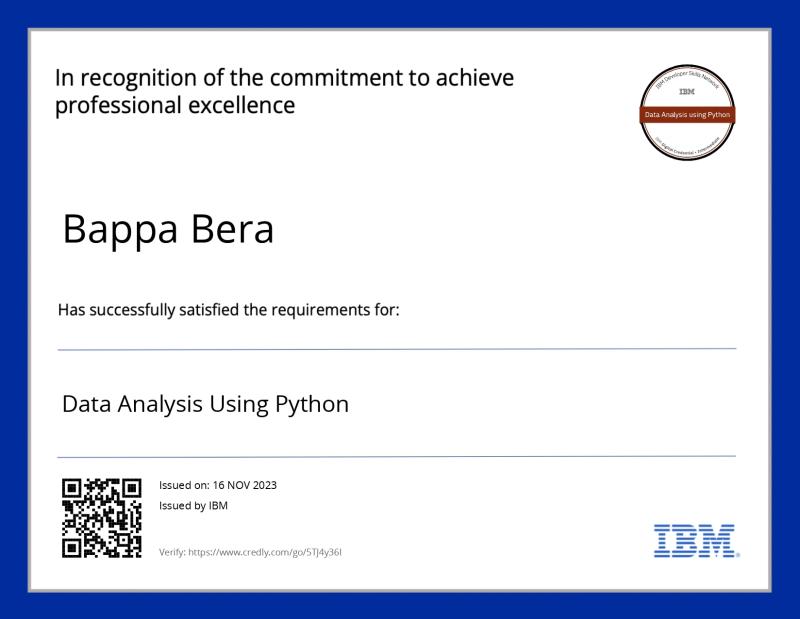 In recognition of the commitment to achieve
professional excellence
IBM Developer Skills Network
IBM
Data Analysis using Python
IBM Digital Credential • Intermediate
Bappa Bera
Has successfully satisfied the requirements for:
Data Analysis Using Python
Issued on: 16 NOV 2023
Issued by IBM
Verify: https://www.credly.com/go/5TJ4y36I
IBM®